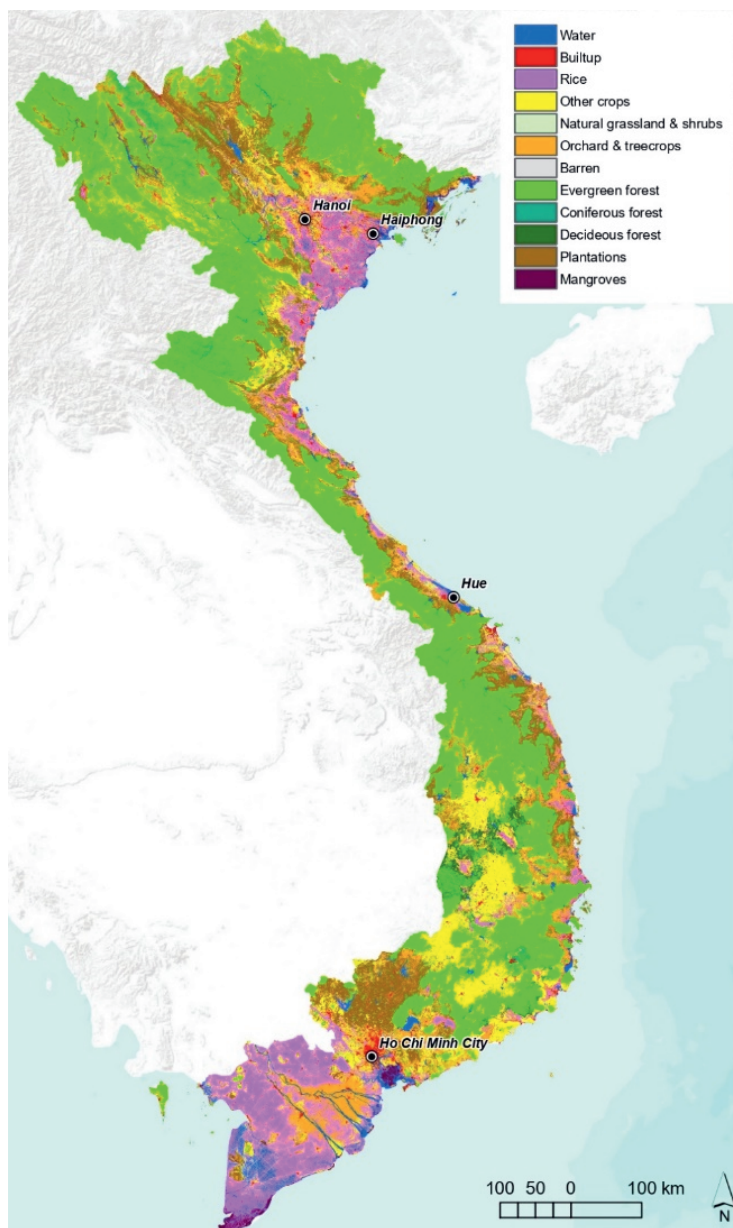 Water
Builtup
Rice
Other crops
Natural grassland & shrubs
Orchard & treecrops
Barren
Evergreen forest
Coniferous forest
Decideous forest
Plantations
Mangroves
Hanoi
Haiphong
Hue
Ho Chi Minh City
100 50 0 100 km
N